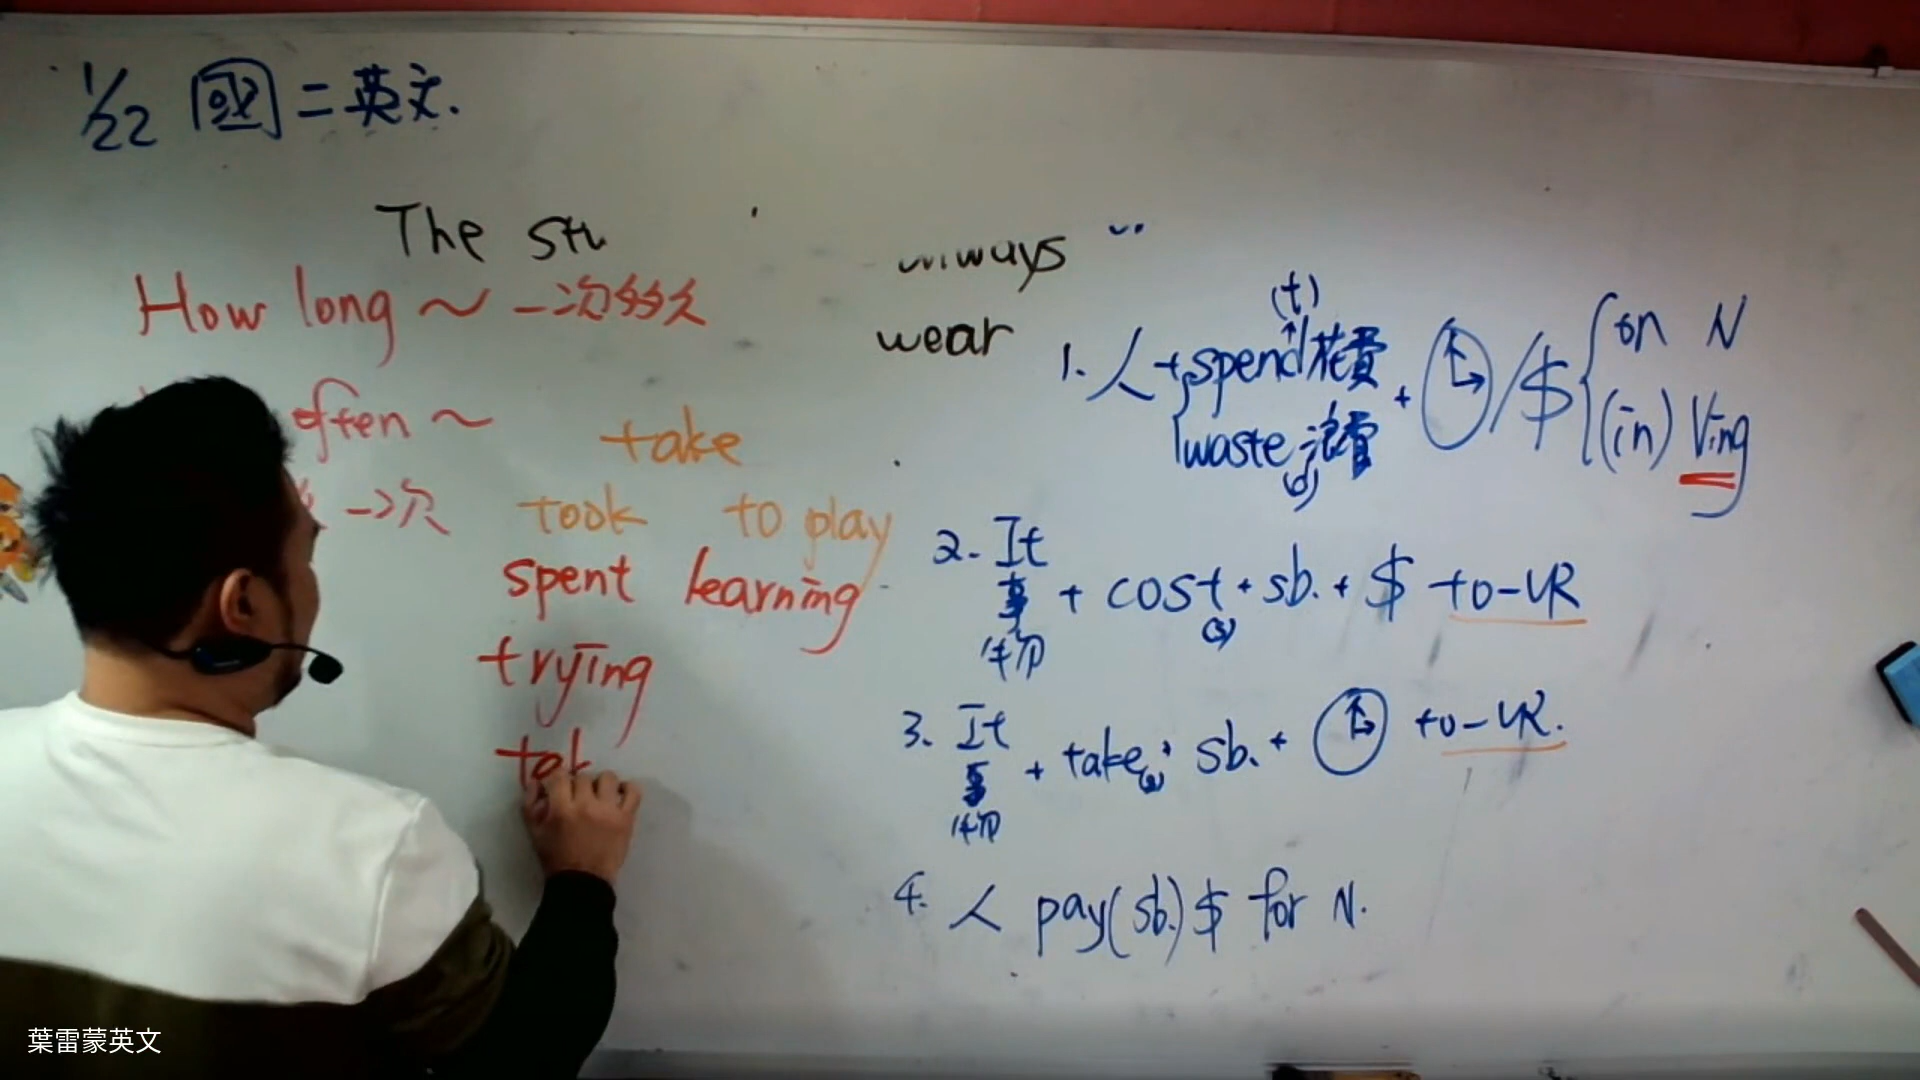 1/22 國二英文.
The stu
always
How long ~ 一次多久
wear
often ~
一次
take
took to play
spent learning
trying
tak
(t)
1. 人 + spend 花費 + /$ on N
waste 浪費 (in) Ving
(d)
2. It + cost + sb. + $ to-VR
事
物
(s)
3. It + take(s) + sb. + to-VR.
事
物
4. 人 pay (sb.) $ for N.
葉雷蒙英文